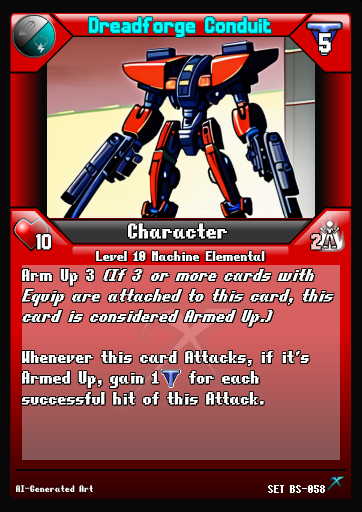 Dreadforge Conduit
5
10
Character
2
Level 10 Machine Elemental
Arm Up 3 (If 3 or more cards with
Equip are attached to this card, this
card is considered Armed Up.)
Whenever this card Attacks, if it's
Armed Up, gain 1 for each
successful hit of this Attack.
AI-Generated Art
SET BS-058